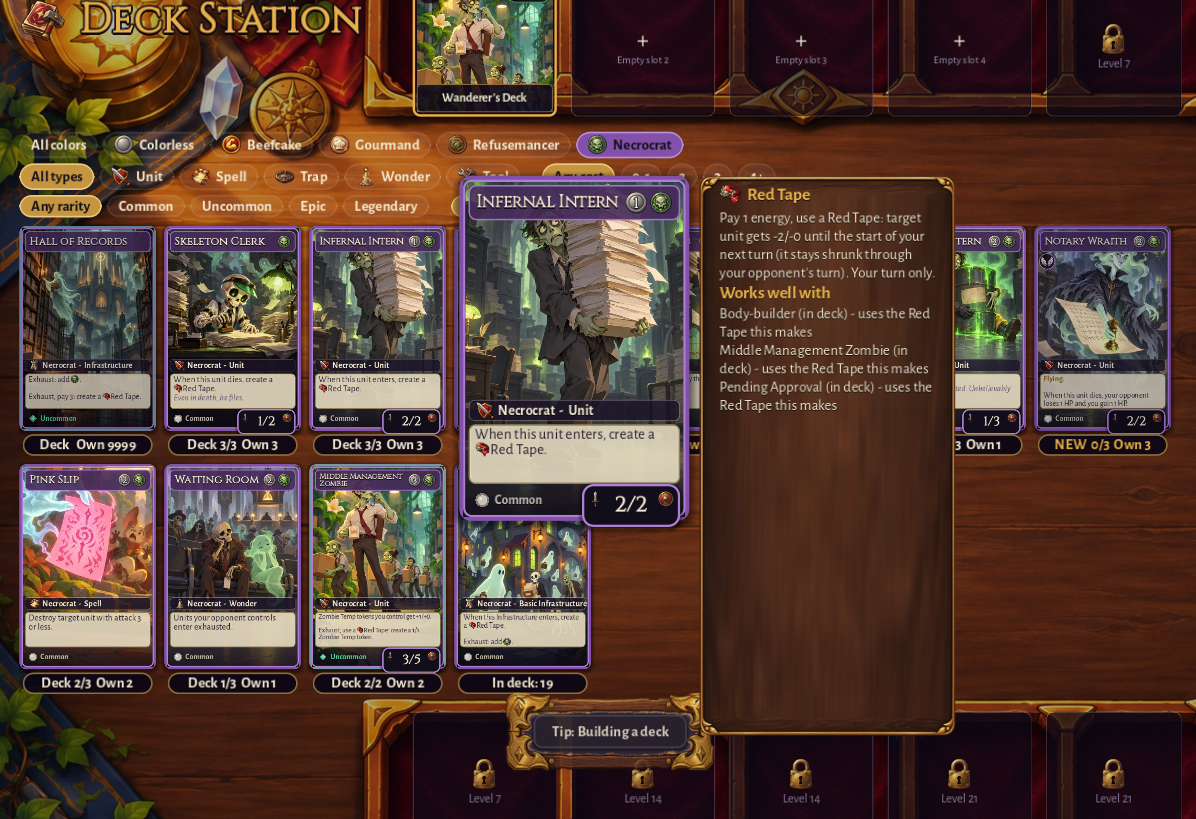 DECK STATION
Wanderer's Deck
+
Empty slot 2
+
Empty slot 3
+
Empty slot 4
Level 7
All colors
Colorless
Beefcake
Gourmand
Refusemancer
Necrocrat
All types
Unit
Spell
Trap
Wonder
Tool
Any cost
Any rarity
Common
Uncommon
Epic
Legendary
HALL OF RECORDS
Necrocrat - Infrastructure
Exhaust: add
Exhaust, pay 3: create a Red Tape.
Uncommon
Deck Own 9999
SKELETON CLERK
Necrocrat - Unit
When this unit dies, create a
Red Tape.
Even in death, he files.
Common
1/2
Deck 3/3 Own 3
INFERNAL INTERN 1
Necrocrat - Unit
When this unit enters, create a
Red Tape.
Common
2/2
Deck 3/3 Own 3
INFERNAL INTERN 1
Necrocrat - Unit
When this unit enters, create a
Red Tape.
Common
2/2
Red Tape
Pay 1 energy, use a Red Tape: target
unit gets -2/-0 until the start of your
next turn (it stays shrunk through
your opponent's turn). Your turn only.
Works well with
Body-builder (in deck) - uses the Red
Tape this makes
Middle Management Zombie (in
deck) - uses the Red Tape this makes
Pending Approval (in deck) - uses the
Red Tape this makes
TERN 2
Unit
ted. Unbelievably
1/3
3 Own 1
NOTARY WRAITH 2
Necrocrat - Unit
Flying.
When this unit dies, your opponent
loses 1 HP and you gain 1 HP.
Common
2/2
NEW 0/3 Own 3
PINK SLIP 2
Necrocrat - Spell
Destroy target unit with attack 3
or less.
Common
Deck 2/3 Own 2
WAITING ROOM 2
Necrocrat - Wonder
Units your opponent controls
enter exhausted.
Common
Deck 1/3 Own 1
MIDDLE MANAGEMENT
ZOMBIE
Necrocrat - Unit
Zombie Temp tokens you control get +1/+0.
Exhaust, use a Red Tape: create a 1/1
Zombie Temp token.
Uncommon
3/5
Deck 2/2 Own 2
Necrocrat - Basic Infrastructure
When this Infrastructure enters, create
a Red Tape.
Exhaust: add
Common
In deck: 19
Tip: Building a deck
Level 7
Level 14
Level 14
Level 21
Level 21